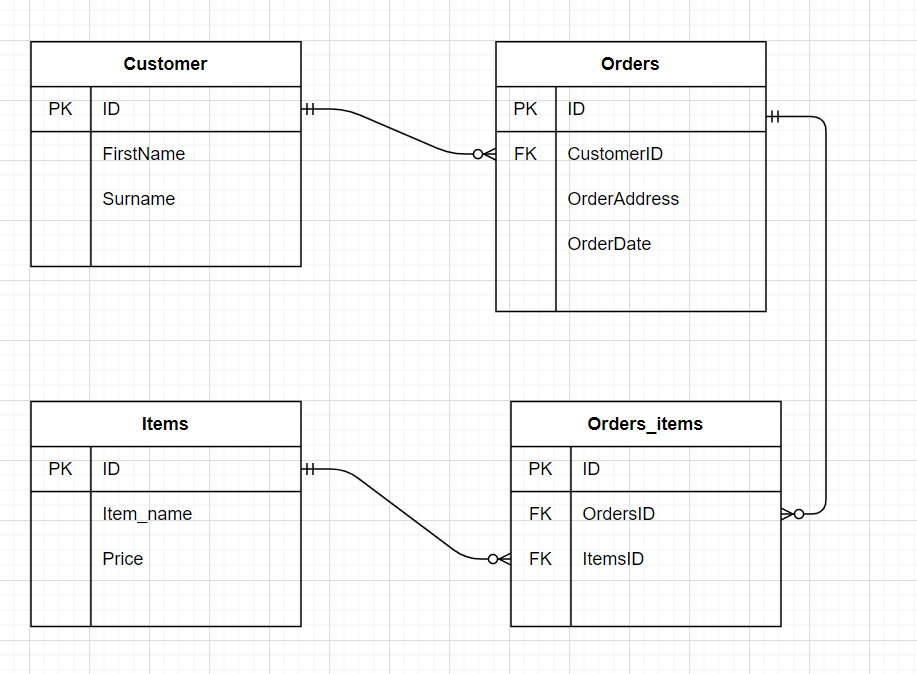 Customer
PK ID
FirstName
Surname
Orders
PK ID
FK CustomerID
OrderAddress
OrderDate
Items
PK ID
Item_name
Price
Orders_items
PK ID
FK OrdersID
FK ItemsID